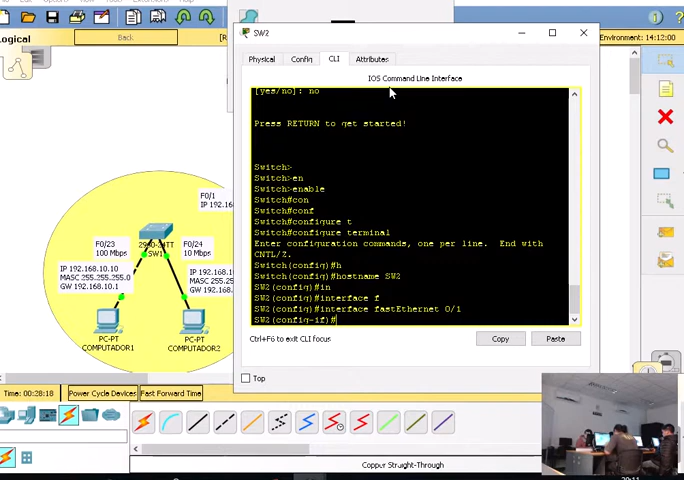 SW2
Logical
Back
Environment: 14:12:00
Physical
Config
CLI
Attributes
IOS Command Line Interface
[yes/no]: no
Press RETURN to get started!
Switch>
Switch>en
Switch>enable
Switch#con
Switch#conf
Switch#configure t
Switch#configure terminal
Enter configuration commands, one per line.  End with
CNTL/Z.
Switch(config)#h
Switch(config)#hostname SW2
SW2(config)#in
SW2(config)#interface f
SW2(config)#interface fastEthernet 0/1
SW2(config-if)#
Ctrl+F6 to exit CLI focus
Copy
Paste
Top
F0/1
IP 192.16
F0/23
100 Mbps
SW1
F0/24
10 Mbps
IP 192.168.10.10
MASC 255.255.255.0
GW 192.168.10.1
IP 192.16
MASC 255
GW 192.1
PC-PT
COMPUTADOR1
PC-PT
COMPUTADOR2
Time: 00:28:18
Power Cycle Devices
Fast Forward Time
Copper Straight-Through